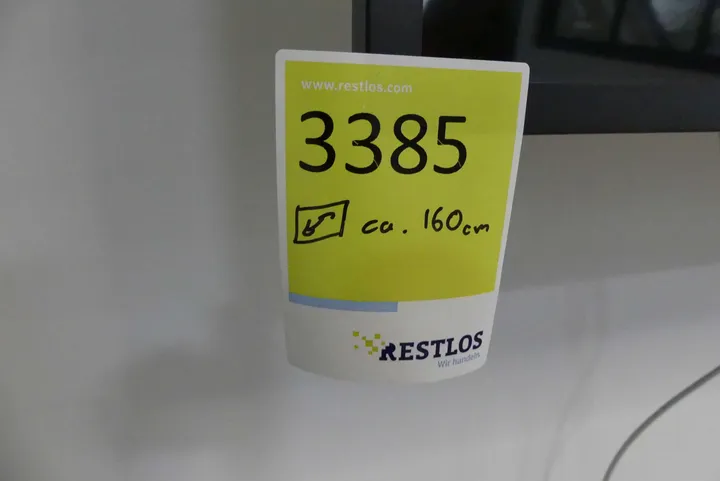 www.restlos.com
3385
ca. 160cm
RESTLOS
Wir handeln.